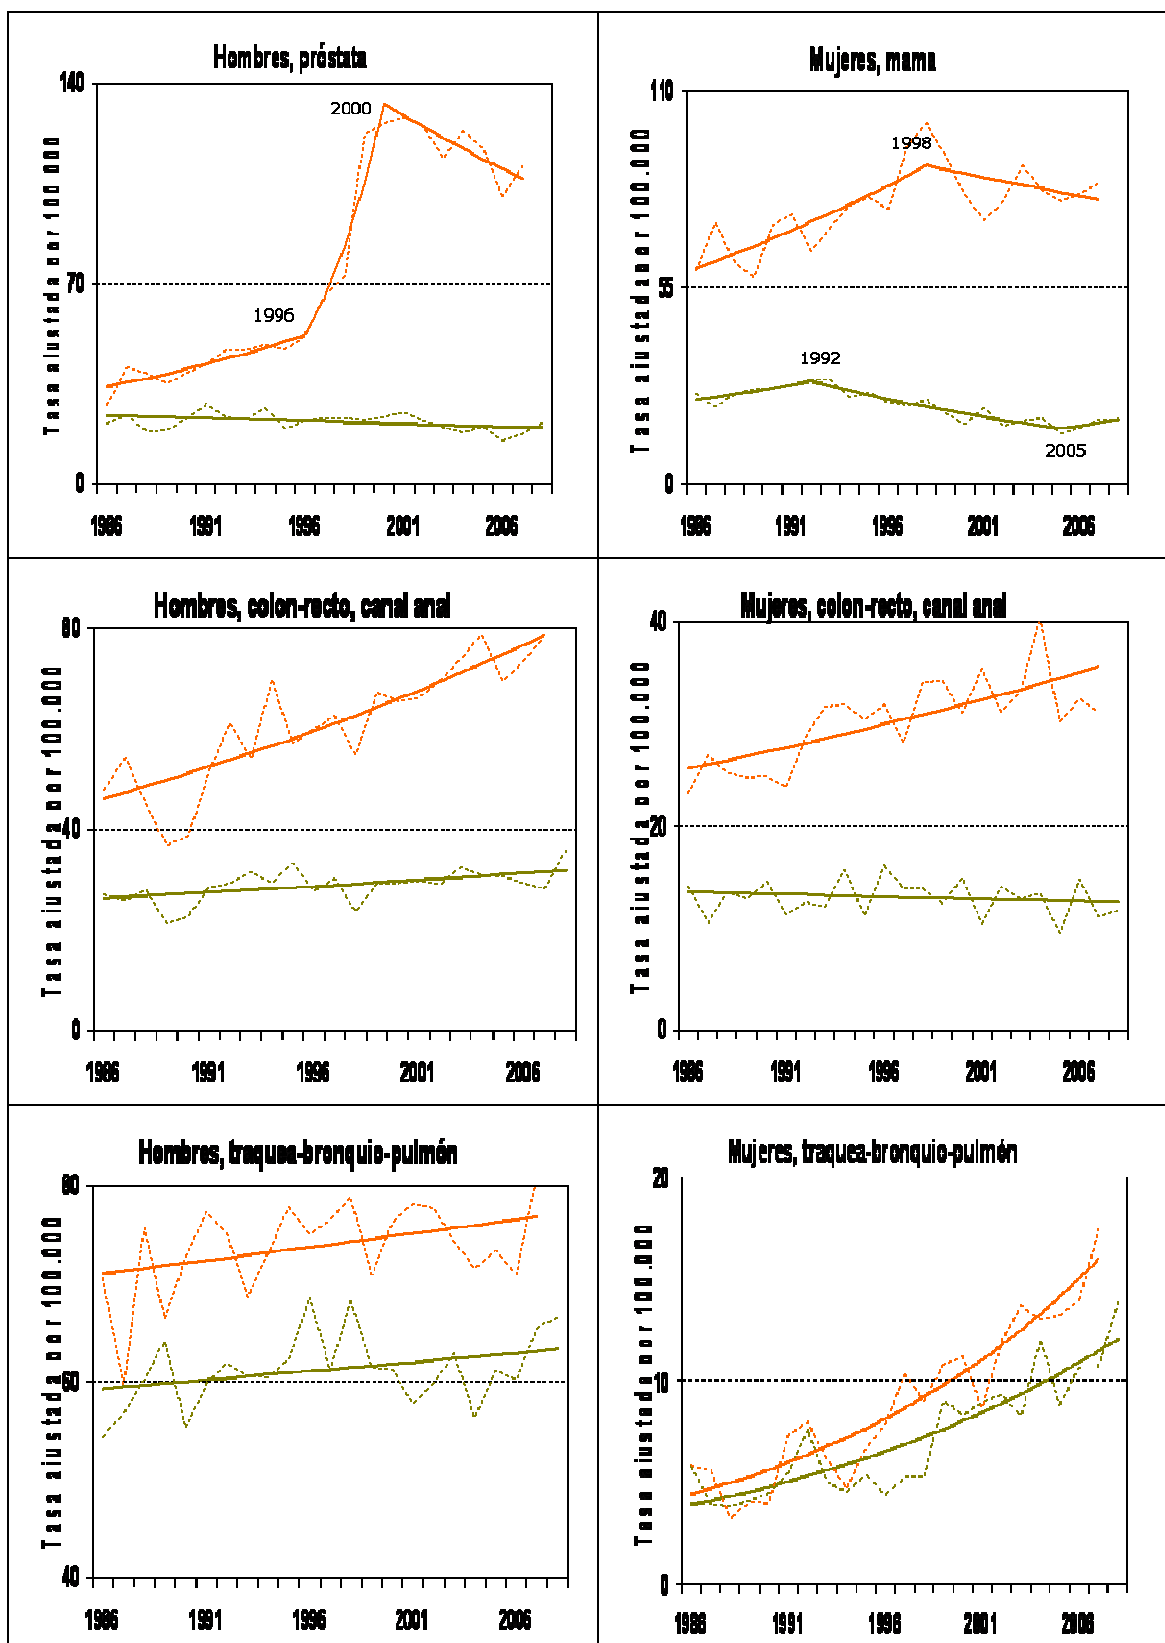 Hombres, próstata
140
70
0
Tasa ajustada por 100 000
2000
1996
1986 1991 1996 2001 2006
Mujeres, mama
110
55
0
Tasa ajustada por 100.000
1998
1992
2005
1986 1991 1996 2001 2006
Hombres, colon-recto, canal anal
80
40
0
Tasa ajustada por 100.000
1986 1991 1996 2001 2006
Mujeres, colon-recto, canal anal
40
20
0
Tasa ajustada por 100.000
1986 1991 1996 2001 2006
Hombres, traquea-bronquio-pulmón
80
60
40
Tasa ajustada por 100.000
1986 1991 1996 2001 2006
Mujeres, traquea-bronquio-pulmón
20
10
0
Tasa ajustada por 100.000
1986 1991 1996 2001 2006